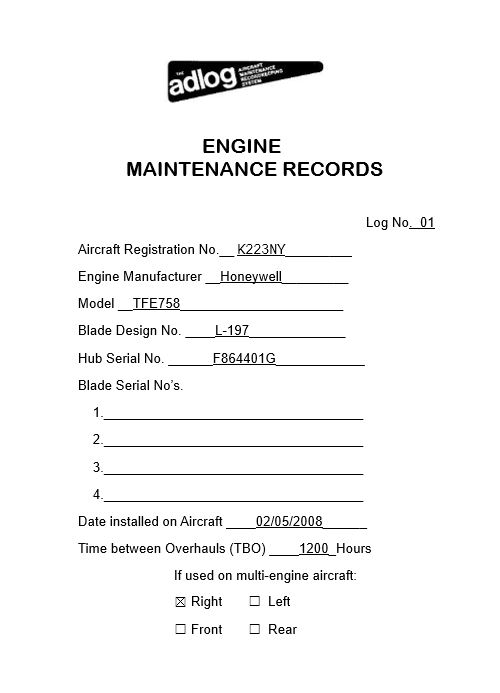 THE adlog AIRCRAFT MAINTENANCE RECORDKEEPING SYSTEM
ENGINE
MAINTENANCE RECORDS
Log No. 01
Aircraft Registration No.__ K223NY_________
Engine Manufacturer __Honeywell_________
Model __TFE758______________________
Blade Design No. ____L-197_____________
Hub Serial No. ______F864401G____________
Blade Serial No’s.
1.___________________________________
2.___________________________________
3.___________________________________
4.___________________________________
Date installed on Aircraft ____02/05/2008______
Time between Overhauls (TBO) ____1200_Hours
If used on multi-engine aircraft:
☒ Right ☐ Left
☐ Front ☐ Rear